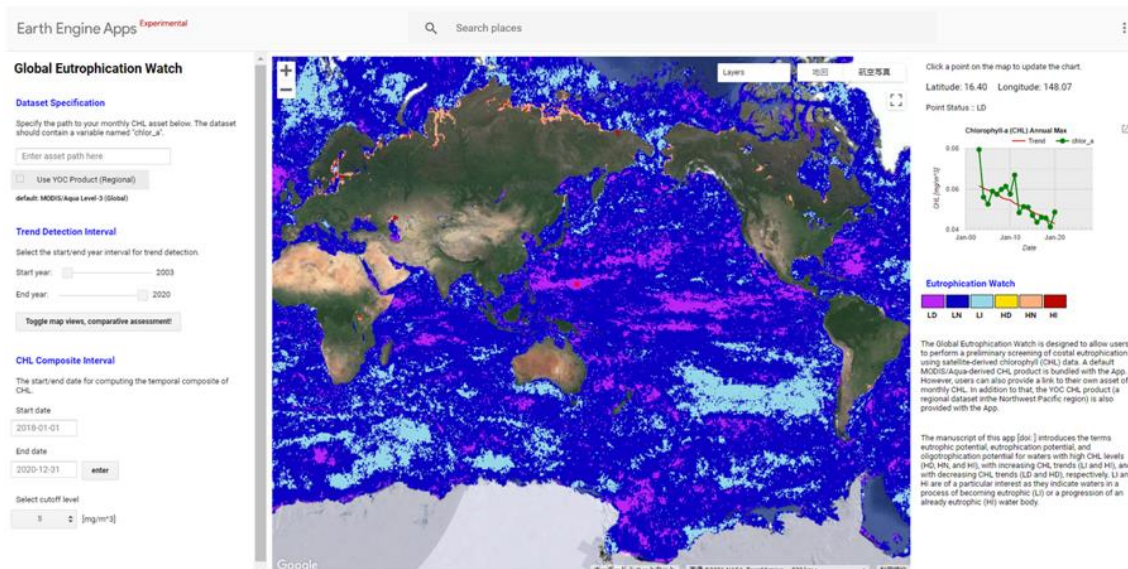 Earth Engine Apps Experimental
Search places
Global Eutrophication Watch
Dataset Specification
Specify the path to your monthly CHL asset below. The dataset
should contain a variable named "chlor_a".
Enter asset path here
Use YOC Product (Regional)
default: MODIS/Aqua Level-3 (Global)
Trend Detection Interval
Select the start/end year interval for trend detection.
Start year: 2003
End year: 2020
Toggle map views, comparative assessment!
CHL Composite Interval
The start/end date for computing the temporal composite of
CHL.
Start date
2018-01-01
End date
2020-12-31 enter
Select cutoff level
5 [mg/m^3]
+
−
Layers 地図 航空写真
Google
Click a point on the map to update the chart.
Latitude: 16.40 Longitude: 148.07
Point Status :: LD
Chlorophyll-a (CHL) Annual Max
Trend chlor_a
CHL [mg/m^3]
0.08
0.06
0.04
Jan-00 Jan-10 Jan-20
Date
Eutrophication Watch
LD LN LI HD HN HI
The Global Eutrophication Watch is designed to allow users
to perform a preliminary screening of costal eutrophication
using satellite-derived chlorophyll (CHL) data. A default
MODIS/Aqua-derived CHL product is bundled with the App.
However, users can also provide a link to their own asset of
monthly CHL. In addition to that, the YOC CHL product (a
regional dataset inthe Northwest Pacific region) is also
provided with the App.
The manuscript of this app [doi: ] introduces the terms
eutrophic potential, eutrophication potential, and
oligotrophication potential for waters with high CHL levels
(HD, HN, and HI), with increasing CHL trends (LI and HI), and
with decreasing CHL trends (LD and HD), respectively. LI an
HI are of a particular interest as they indicate waters in a
process of becoming eutrophic (LI) or a progression of an
already eutrophic (HI) water body.